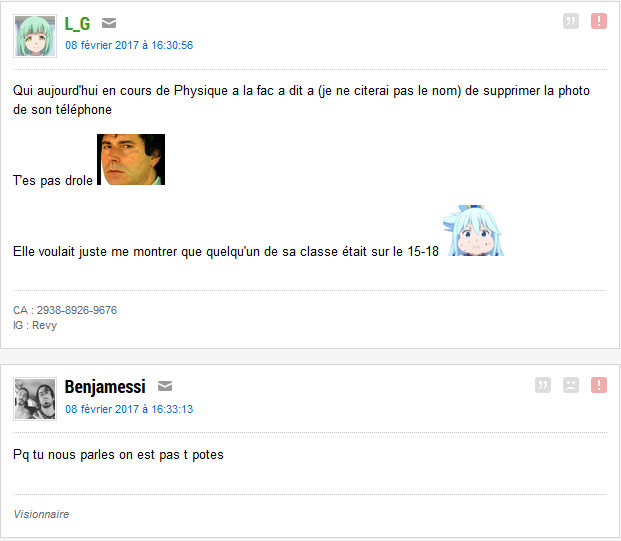 L_G
08 février 2017 à 16:30:56
Qui aujourd'hui en cours de Physique a la fac a dit a (je ne citerai pas le nom) de supprimer la photo
de son téléphone
T'es pas drole
Elle voulait juste me montrer que quelqu'un de sa classe était sur le 15-18
CA : 2938-8926-9676
IG : Revy
Benjamessi
08 février 2017 à 16:33:13
Pq tu nous parles on est pas t potes
Visionnaire